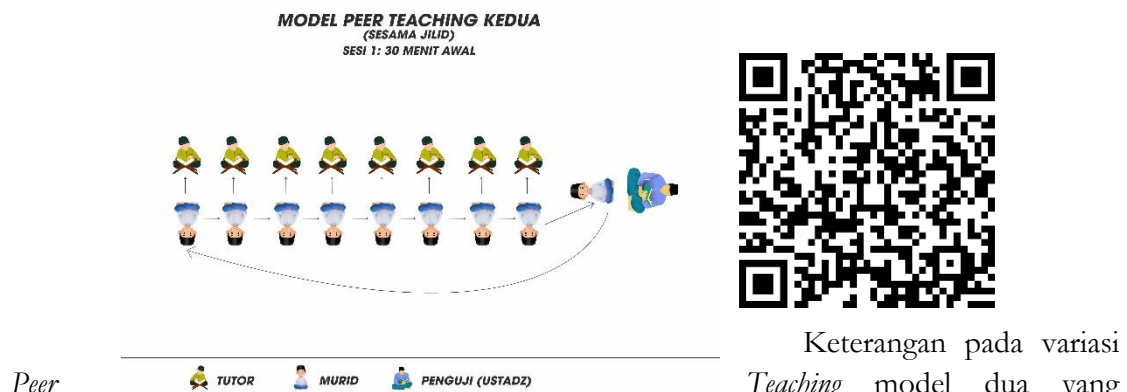 MODEL PEER TEACHING KEDUA
(SESAMA JILID)
SESI 1: 30 MENIT AWAL
TUTOR MURID PENGUJI (USTADZ)
Keterangan pada variasi
Peer Teaching model dua yang